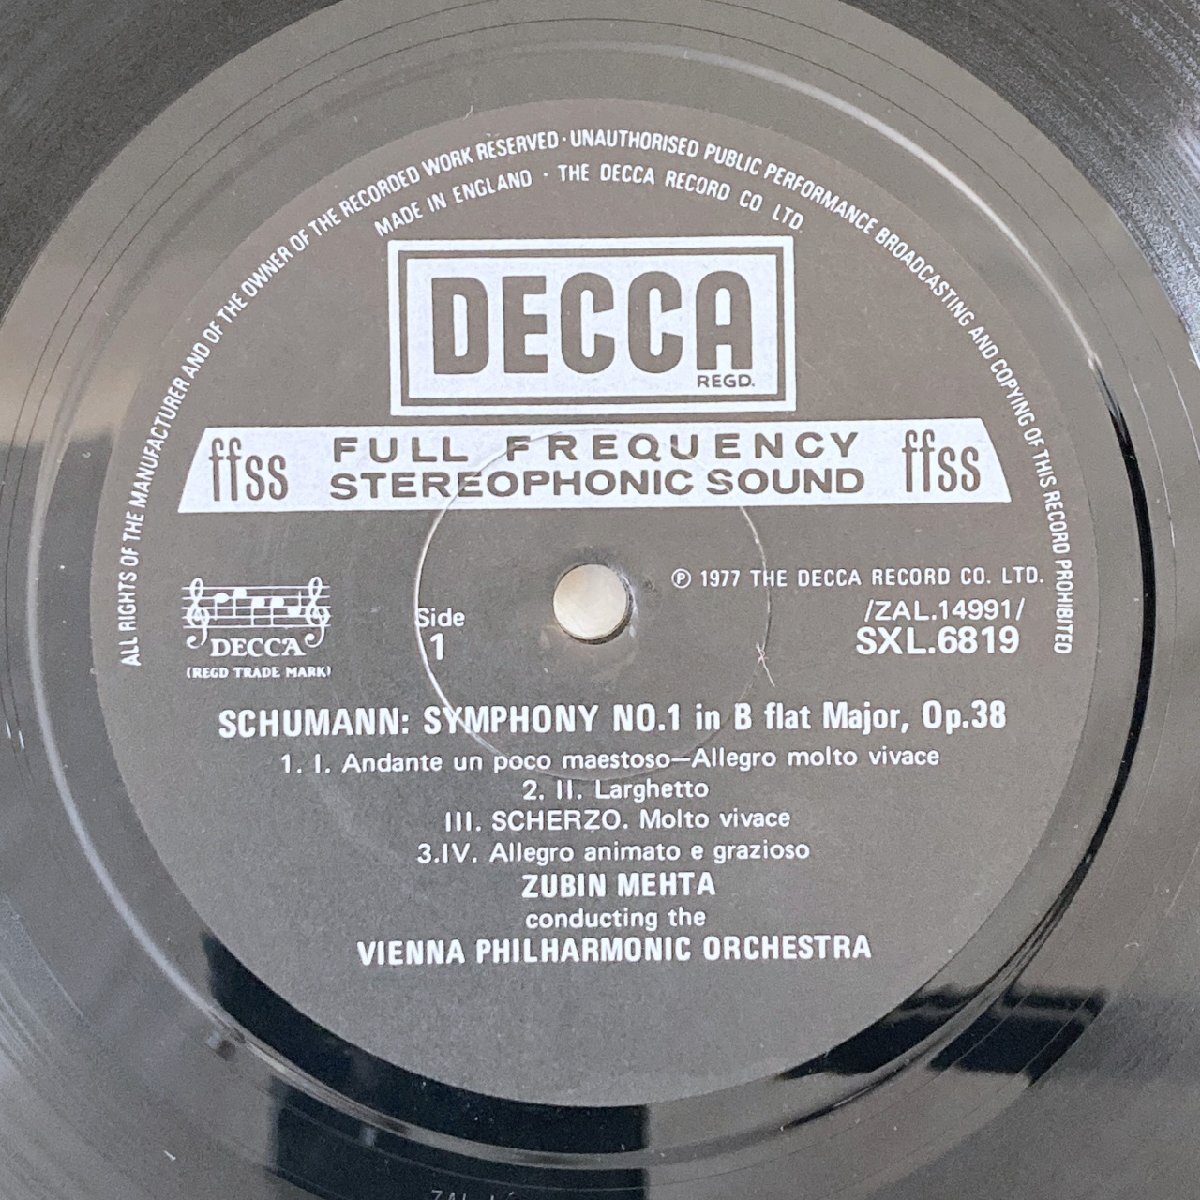 ALL RIGHTS OF THE MANUFACTURER AND OF THE OWNER OF THE RECORDED WORK RESERVED · UNAUTHORISED PUBLIC PERFORMANCE BROADCASTING AND COPYING OF THIS RECORD PROHIBITED
MADE IN ENGLAND · THE DECCA RECORD CO LTD.
DECCA
REGD.
ffss FULL FREQUENCY ffss
STEREOPHONIC SOUND
℗ 1977 THE DECCA RECORD CO. LTD.
DECCA
(REGD TRADE MARK)
Side
1
/ZAL.14991/
SXL.6819
SCHUMANN: SYMPHONY NO.1 in B flat Major, Op.38
1. I. Andante un poco maestoso—Allegro molto vivace
2. II. Larghetto
III. SCHERZO. Molto vivace
3.IV. Allegro animato e grazioso
ZUBIN MEHTA
conducting the
VIENNA PHILHARMONIC ORCHESTRA